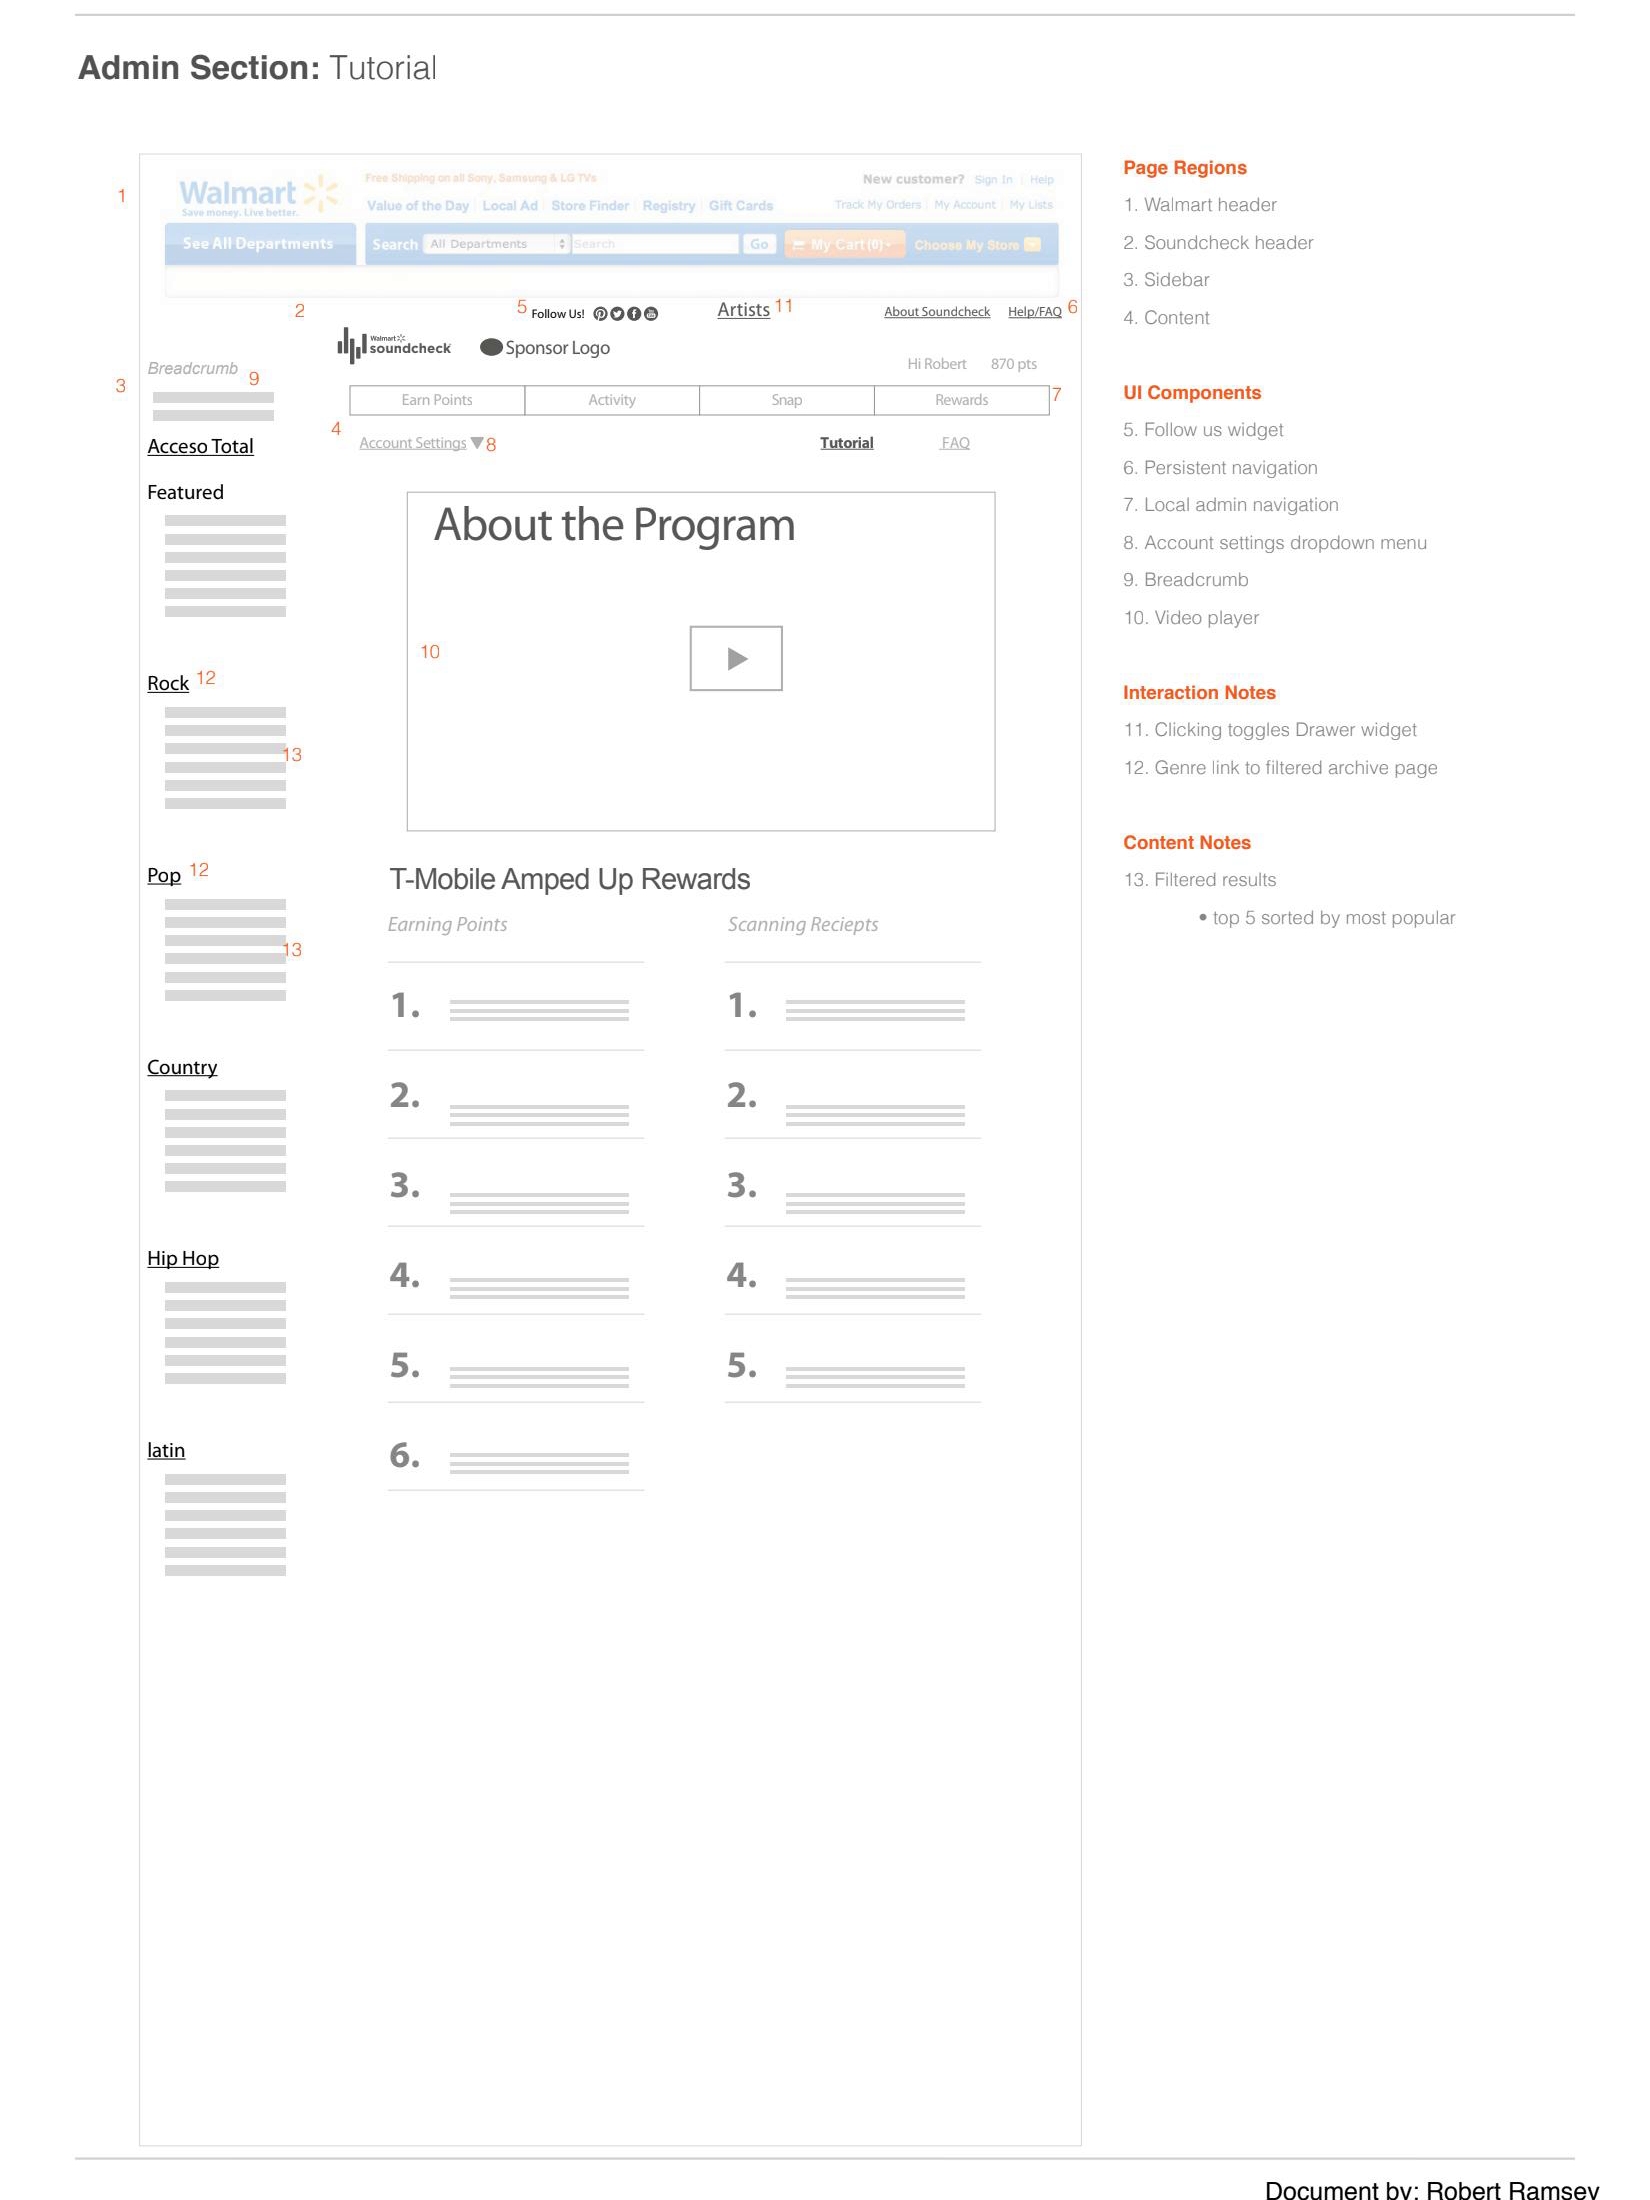 Admin Section: Tutorial
1
Walmart
Save money. Live better.
Free Shipping on all Sony, Samsung & LG TVs
New customer? Sign In | Help
Value of the Day | Local Ad | Store Finder | Registry | Gift Cards
Track My Orders | My Account | My Lists
See All Departments
Search All Departments Search Go My Cart (0) Choose My Store
2
5 Follow Us!
Artists 11
About Soundcheck Help/FAQ 6
Walmart
soundcheck
Sponsor Logo
Hi Robert 870 pts
3
Breadcrumb 9
Earn Points Activity Snap Rewards 7
4
Account Settings 8
Tutorial FAQ
Acceso Total
Featured
Rock 12
13
Pop 12
13
Country
Hip Hop
latin
About the Program
10
T-Mobile Amped Up Rewards
Earning Points
1.
2.
3.
4.
5.
6.
Scanning Reciepts
1.
2.
3.
4.
5.
Page Regions
1. Walmart header
2. Soundcheck header
3. Sidebar
4. Content
UI Components
5. Follow us widget
6. Persistent navigation
7. Local admin navigation
8. Account settings dropdown menu
9. Breadcrumb
10. Video player
Interaction Notes
11. Clicking toggles Drawer widget
12. Genre link to filtered archive page
Content Notes
13. Filtered results
• top 5 sorted by most popular
Document by: Robert Ramsey